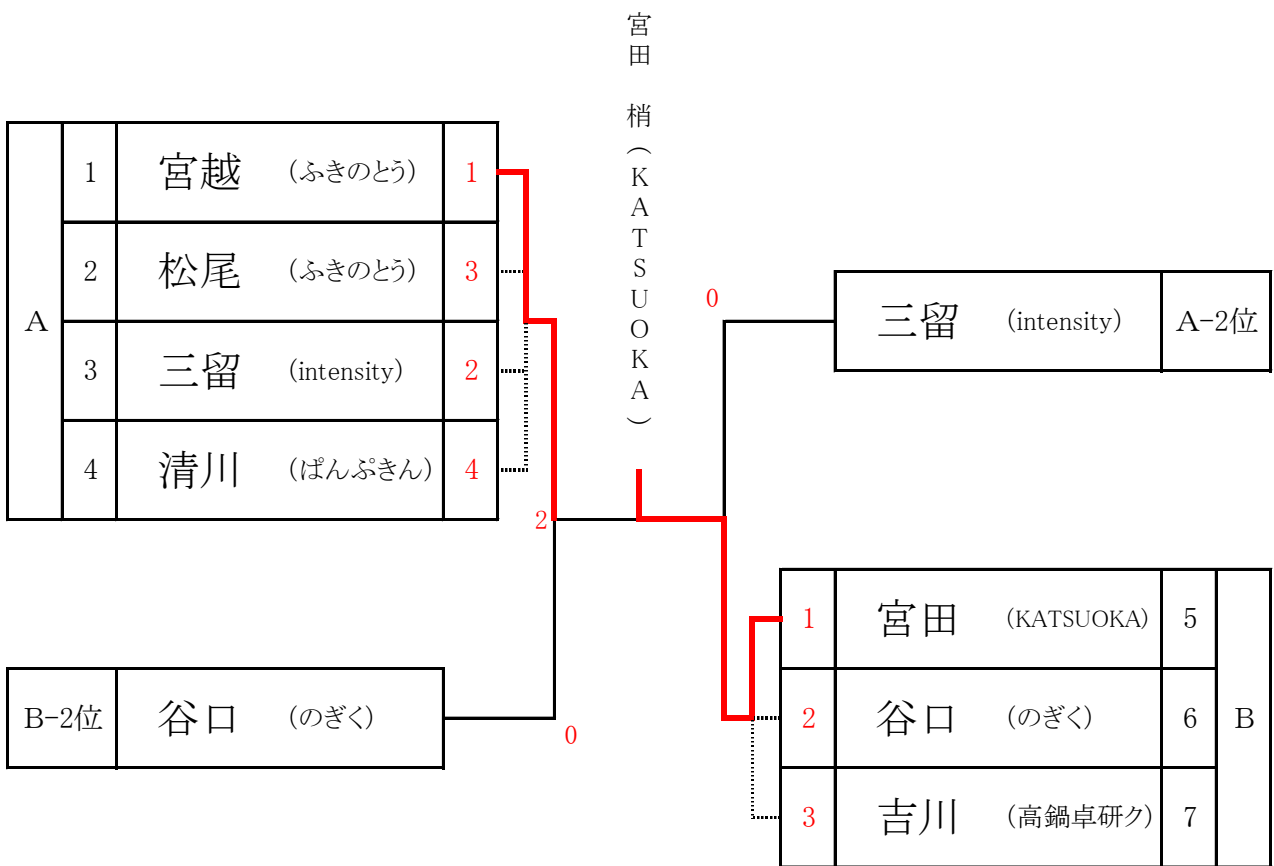 宮田 梢（KATSUOKA）
A
1 宮越 (ふきのとう) 1
2 松尾 (ふきのとう) 3
3 三留 (intensity) 2
4 清川 (ぱんぷきん) 4
2
B-2位 谷口 (のぎく)
0
0
三留 (intensity) A-2位
1 宮田 (KATSUOKA) 5
2 谷口 (のぎく) 6
3 吉川 (高鍋卓研ク) 7
B